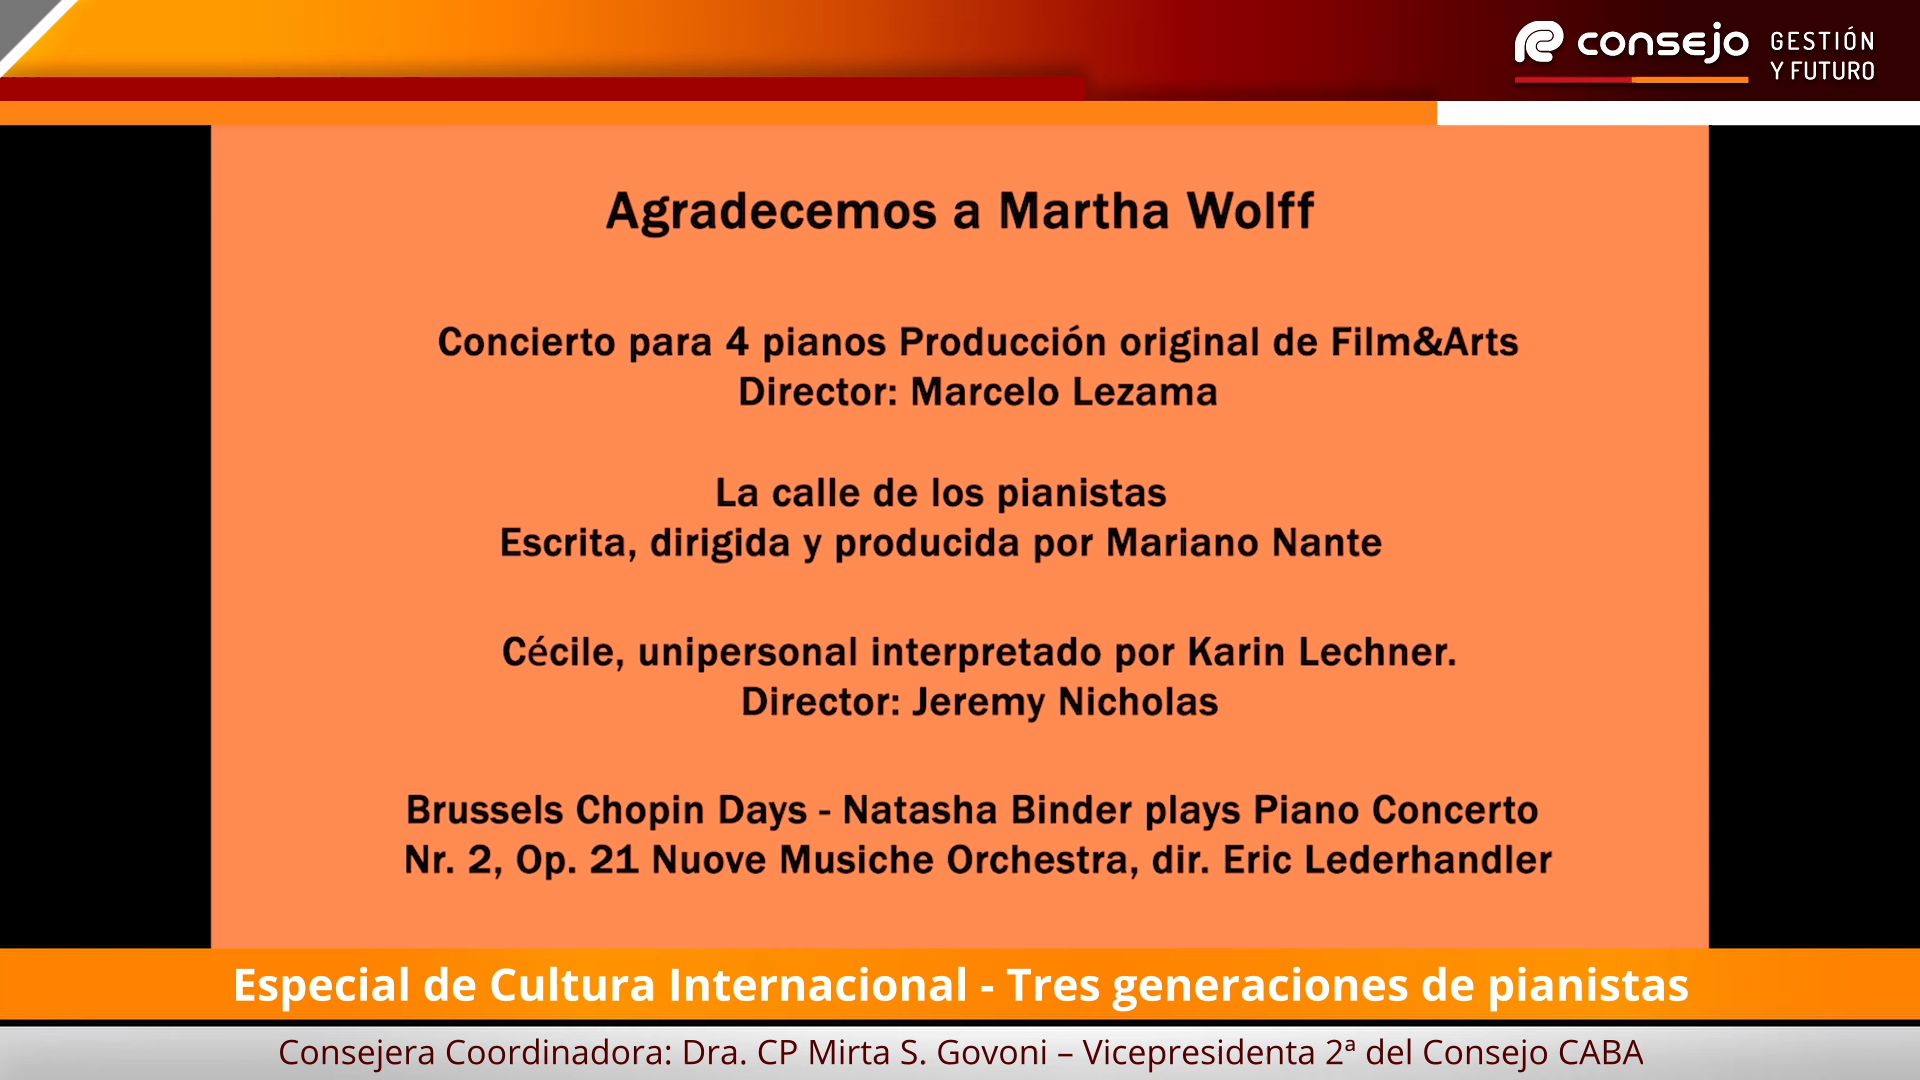 consejo
GESTIÓN
Y FUTURO
Agradecemos a Martha Wolff
Concierto para 4 pianos Producción original de Film&Arts
Director: Marcelo Lezama
La calle de los pianistas
Escrita, dirigida y producida por Mariano Nante
Cécile, unipersonal interpretado por Karin Lechner.
Director: Jeremy Nicholas
Brussels Chopin Days - Natasha Binder plays Piano Concerto
Nr. 2, Op. 21 Nuove Musiche Orchestra, dir. Eric Lederhandler
Especial de Cultura Internacional - Tres generaciones de pianistas
Consejera Coordinadora: Dra. CP Mirta S. Govoni – Vicepresidenta 2ª del Consejo CABA